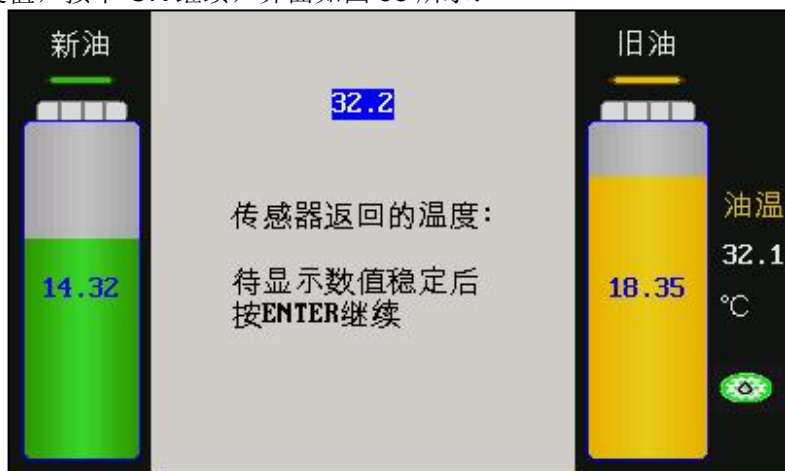 新油
旧油
32.2
传感器返回的温度：
待显示数值稳定后
按ENTER继续
14.32
18.35
油温
32.1
℃